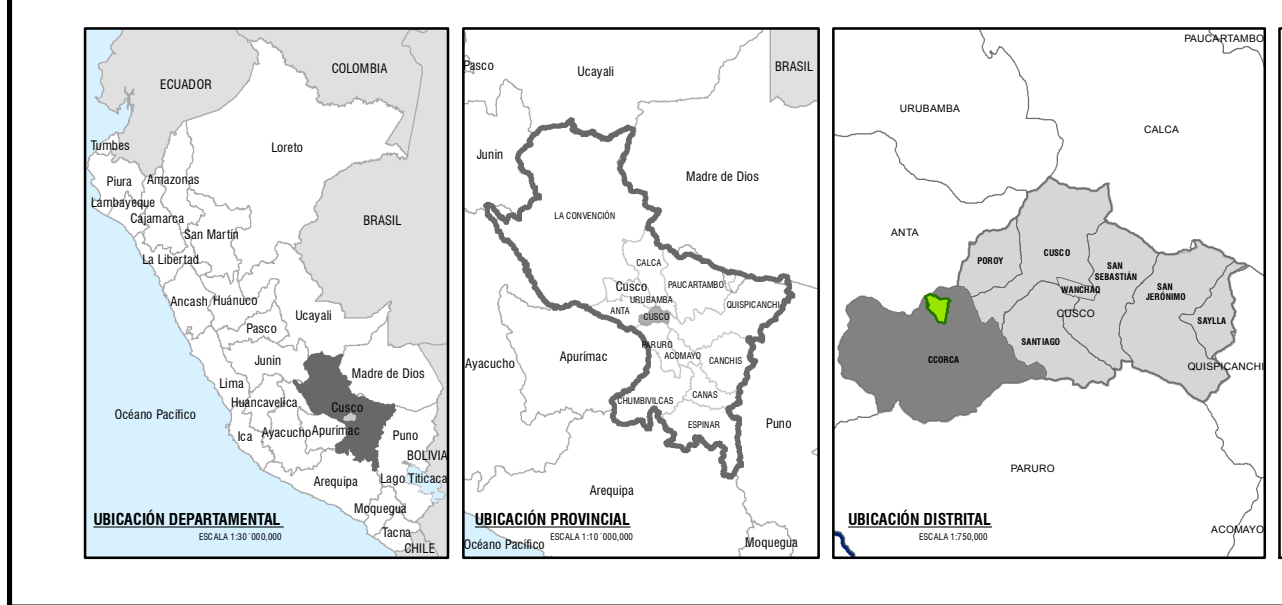 ECUADOR
COLOMBIA
Tumbes
Loreto
Piura
Amazonas
Lambayeque
Cajamarca
BRASIL
San Martín
La Libertad
Ancash
Huánuco
Ucayali
Pasco
Junin
Madre de Dios
Lima
Huancavelica
Cusco
Océano Pacífico
Ica
Ayacucho
Apurímac
Puno
BOLIVIA
Arequipa
Lago Titicaca
Moquegua
UBICACIÓN DEPARTAMENTAL
ESCALA 1:30´000,000
Tacna
CHILE
Pasco
Ucayali
BRASIL
Junin
Madre de Dios
LA CONVENCIÓN
CALCA
Cusco
PAUCARTAMBO
URUBAMBA
QUISPICANCHI
ANTA
CUSCO
PARURO
Ayacucho
Apurímac
ACOMAYO
CANCHIS
CHUMBIVILCAS
CANAS
ESPINAR
Puno
Arequipa
UBICACIÓN PROVINCIAL
ESCALA 1:10´000,000
Océano Pacífico
Moquegua
PAUCARTAMBO
URUBAMBA
CALCA
ANTA
POROY
CUSCO
SAN
SEBASTIÁN
WANCHAQ
SAN
JERÓNIMO
CUSCO
SAYLLA
SANTIAGO
CCORCA
QUISPICANCHI
PARURO
UBICACIÓN DISTRITAL
ESCALA 1:750,000
ACOMAYO